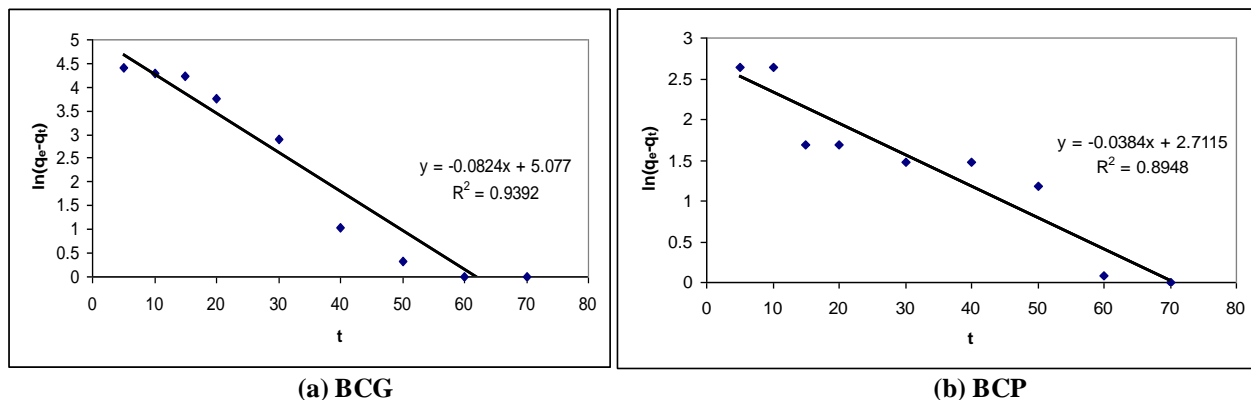 5
4.5
4
3.5
3
2.5
2
1.5
1
0.5
0
0 10 20 30 40 50 60 70 80
ln(qe-qt)
t
y = -0.0824x + 5.077
R² = 0.9392
(a) BCG
3
2.5
2
1.5
1
0.5
0
0 10 20 30 40 50 60 70 80
ln(qe-qt)
t
y = -0.0384x + 2.7115
R² = 0.8948
(b) BCP